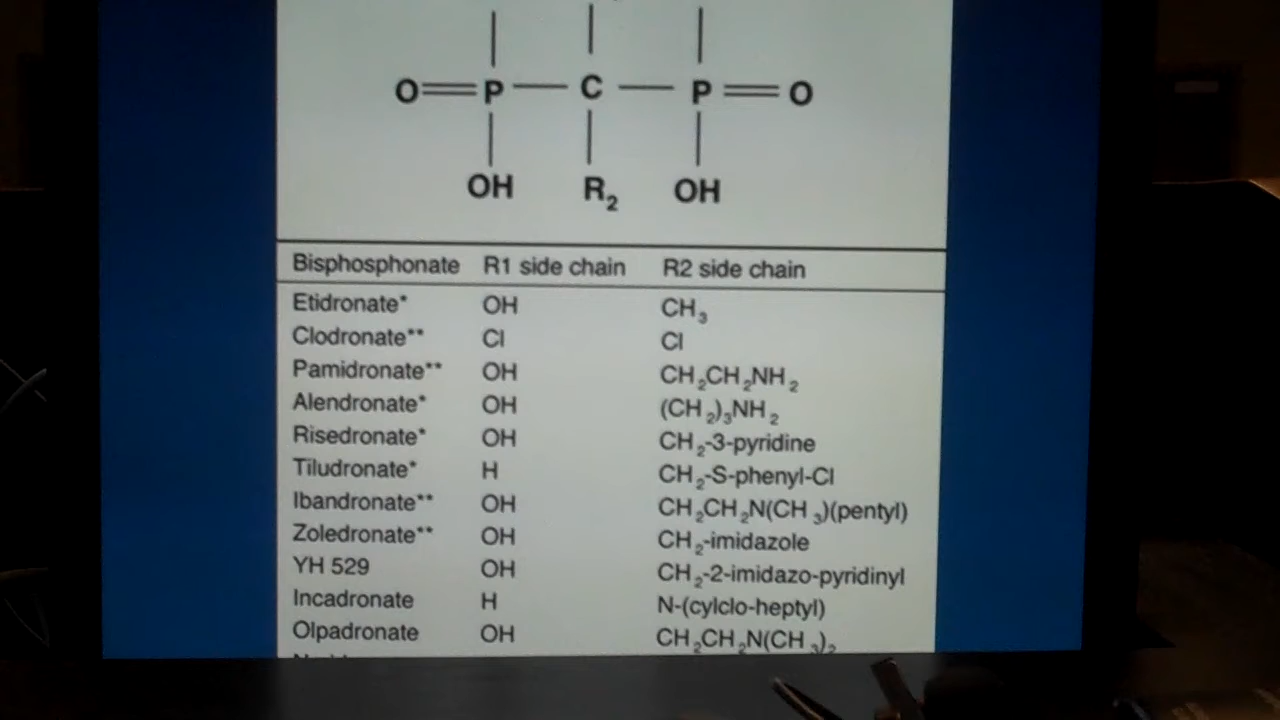 O=P—C—P=O
OH R₂ OH
Bisphosphonate R1 side chain R2 side chain
Etidronate* OH CH₃
Clodronate** Cl Cl
Pamidronate** OH CH₂CH₂NH₂
Alendronate* OH (CH₂)₃NH₂
Risedronate* OH CH₂-3-pyridine
Tiludronate* H CH₂-S-phenyl-Cl
Ibandronate** OH CH₂CH₂N(CH₃)(pentyl)
Zoledronate** OH CH₂-imidazole
YH 529 OH CH₂-2-imidazo-pyridinyl
Incadronate H N-(cylclo-heptyl)
Olpadronate OH CH₂CH₂N(CH₃)₂